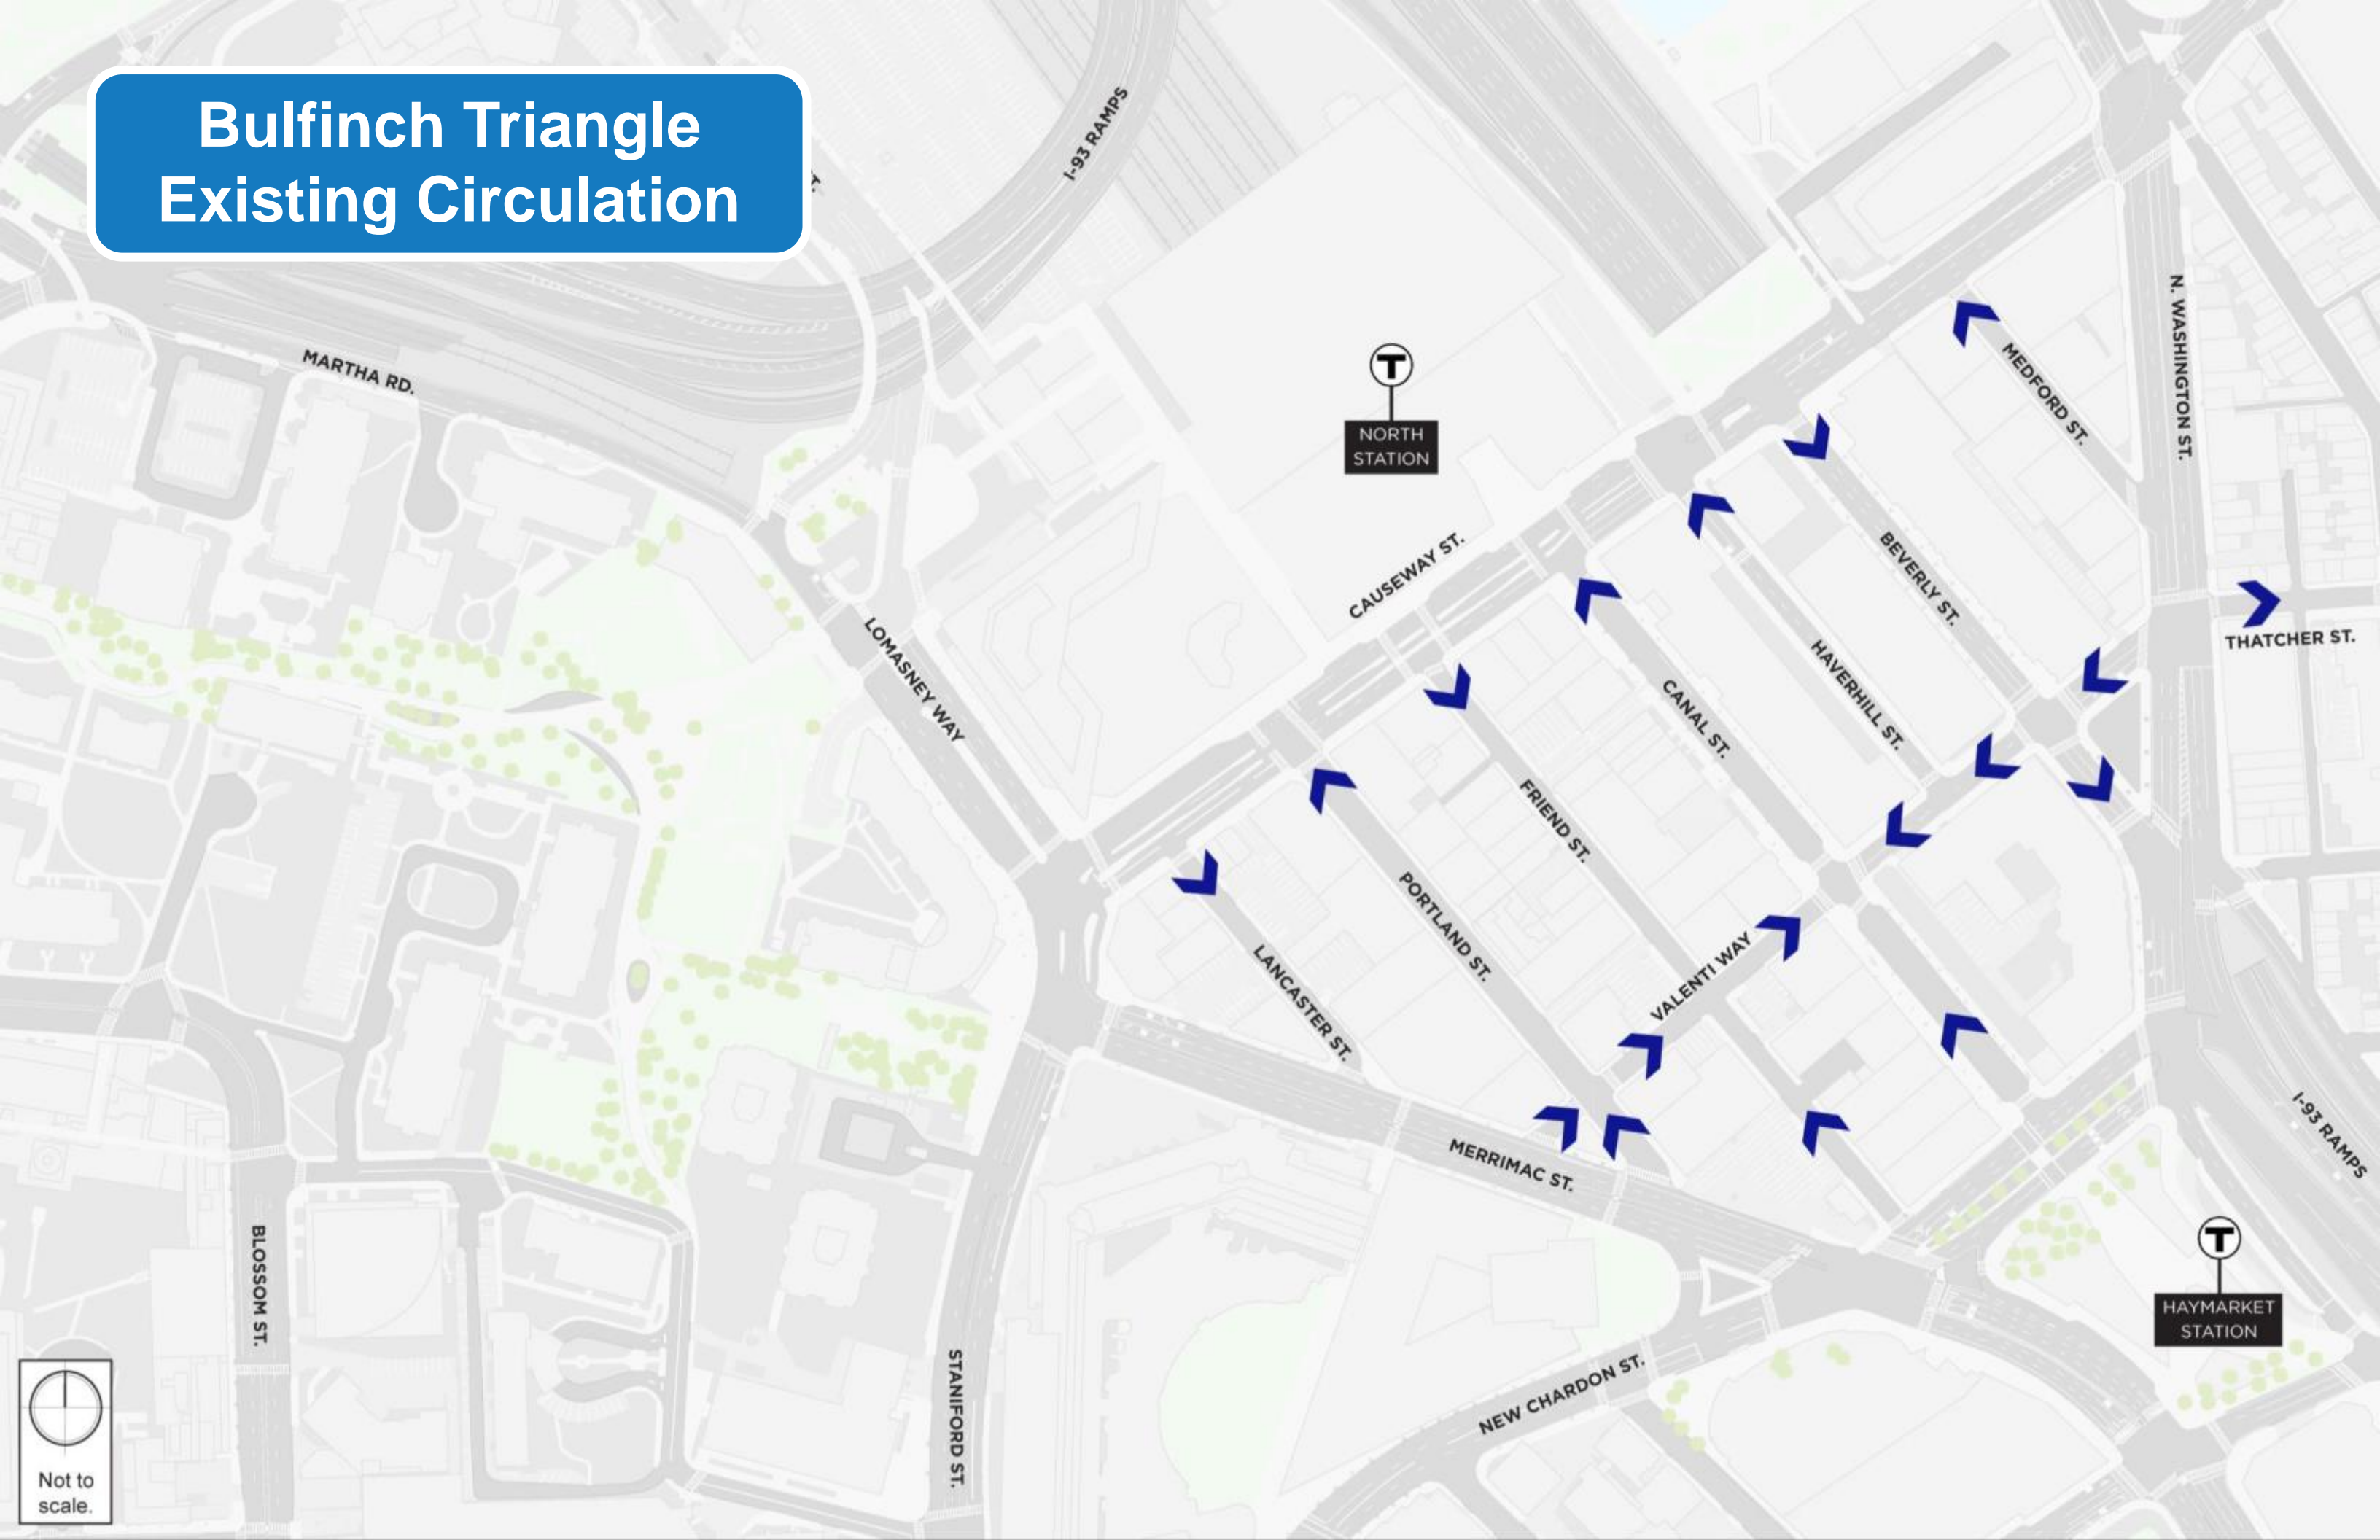 Bulfinch Triangle
Existing Circulation
T.
I-93 RAMPS
N. WASHINGTON ST.
MEDFORD ST.
MARTHA RD.
T
NORTH
STATION
CAUSEWAY ST.
BEVERLY ST.
THATCHER ST.
LOMASNEY WAY
HAVERHILL ST.
CANAL ST.
FRIEND ST.
PORTLAND ST.
VALENTI WAY
LANCASTER ST.
MERRIMAC ST.
I-93 RAMPS
BLOSSOM ST.
T
HAYMARKET
STATION
STANIFORD ST.
NEW CHARDON ST.
Not to
scale.